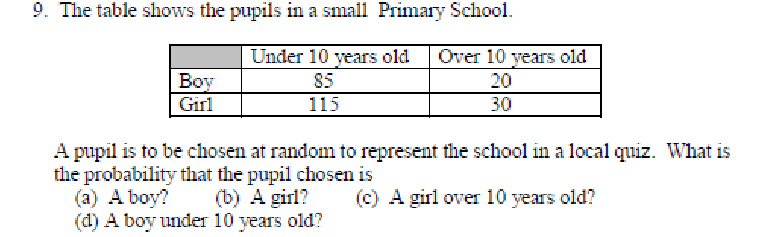 9. The table shows the pupils in a small Primary School.
Under 10 years old Over 10 years old
Boy 85 20
Girl 115 30
A pupil is to be chosen at random to represent the school in a local quiz. What is
the probability that the pupil chosen is
(a) A boy? (b) A girl? (c) A girl over 10 years old?
(d) A boy under 10 years old?